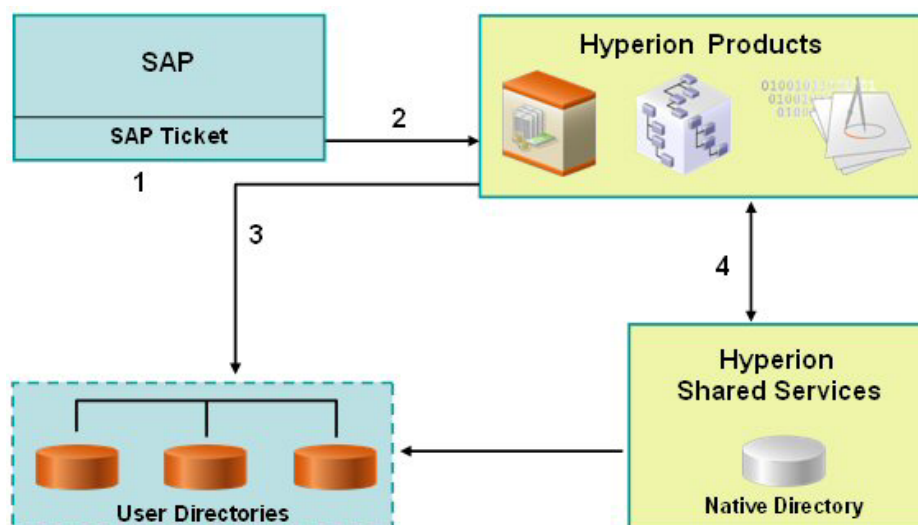 SAP
SAP Ticket
1
2
Hyperion Products
3
4
User Directories
Hyperion
Shared Services
Native Directory